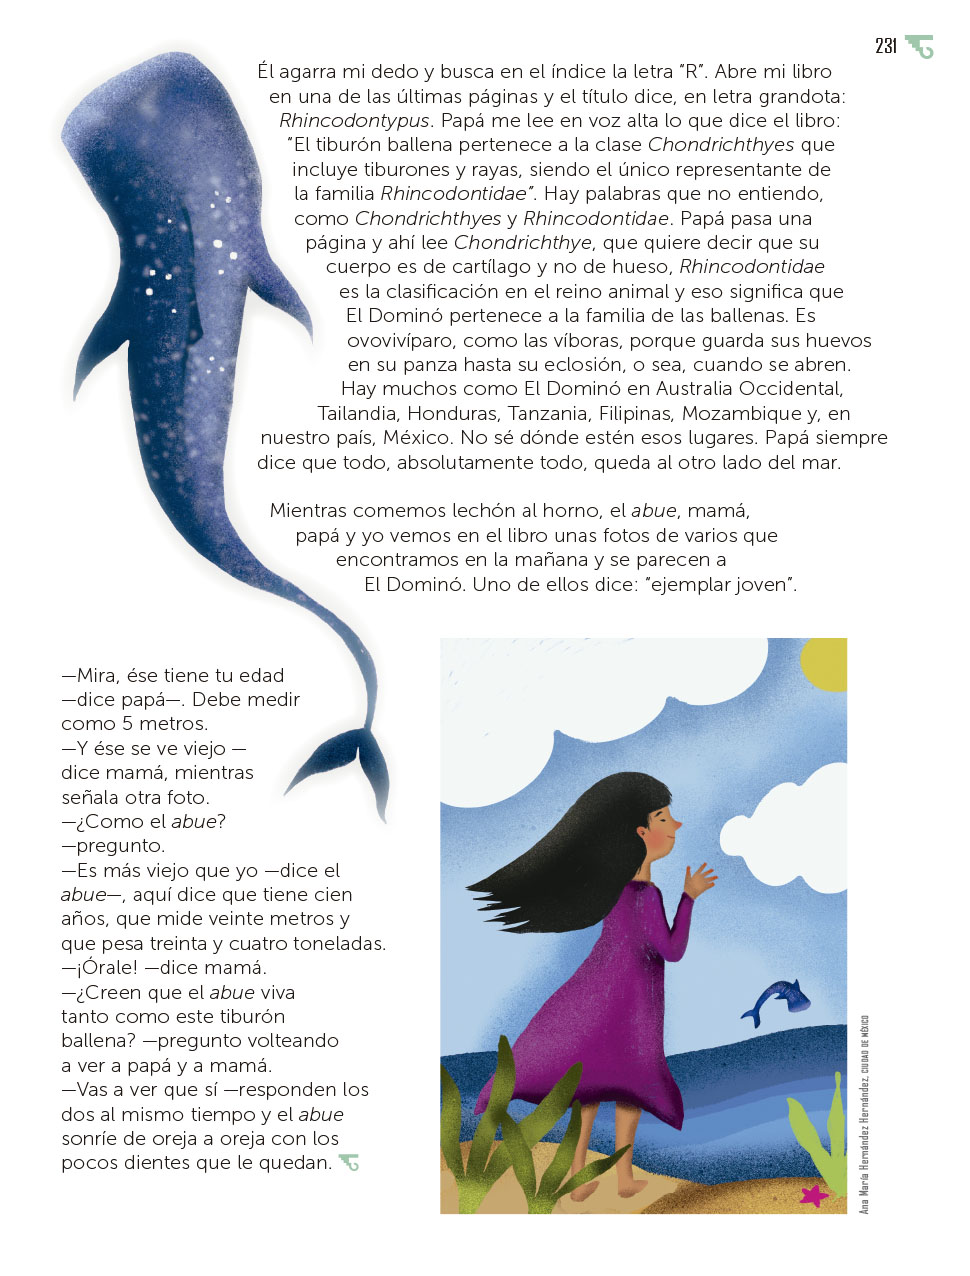 231
Él agarra mi dedo y busca en el índice la letra “R”. Abre mi libro
en una de las últimas páginas y el título dice, en letra grandota:
Rhincodontypus. Papá me lee en voz alta lo que dice el libro:
“El tiburón ballena pertenece a la clase Chondrichthyes que
incluye tiburones y rayas, siendo el único representante de
la familia Rhincodontidae”. Hay palabras que no entiendo,
como Chondrichthyes y Rhincodontidae. Papá pasa una
página y ahí lee Chondrichthye, que quiere decir que su
cuerpo es de cartílago y no de hueso, Rhincodontidae
es la clasificación en el reino animal y eso significa que
El Dominó pertenece a la familia de las ballenas. Es
ovovivíparo, como las víboras, porque guarda sus huevos
en su panza hasta su eclosión, o sea, cuando se abren.
Hay muchos como El Dominó en Australia Occidental,
Tailandia, Honduras, Tanzania, Filipinas, Mozambique y, en
nuestro país, México. No sé dónde estén esos lugares. Papá siempre
dice que todo, absolutamente todo, queda al otro lado del mar.
Mientras comemos lechón al horno, el abue, mamá,
papá y yo vemos en el libro unas fotos de varios que
encontramos en la mañana y se parecen a
El Dominó. Uno de ellos dice: “ejemplar joven”.
—Mira, ése tiene tu edad
—dice papá—. Debe medir
como 5 metros.
—Y ése se ve viejo —
dice mamá, mientras
señala otra foto.
—¿Como el abue?
—pregunto.
—Es más viejo que yo —dice el
abue—, aquí dice que tiene cien
años, que mide veinte metros y
que pesa treinta y cuatro toneladas.
—¡Órale! —dice mamá.
—¿Creen que el abue viva
tanto como este tiburón
ballena? —pregunto volteando
a ver a papá y a mamá.
—Vas a ver que sí —responden los
dos al mismo tiempo y el abue
sonríe de oreja a oreja con los
pocos dientes que le quedan.
Ana María Hernández Hernández, CIUDAD DE MÉXICO